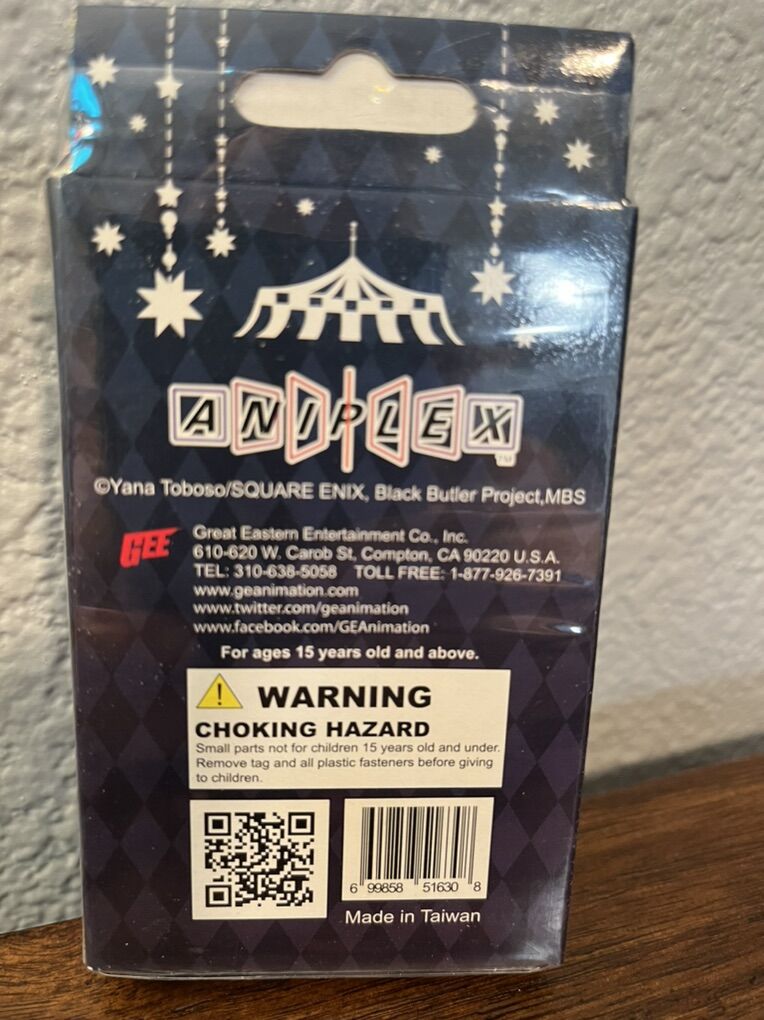 ANIPLEX
TM
©Yana Toboso/SQUARE ENIX, Black Butler Project,MBS
GEE
Great Eastern Entertainment Co., Inc.
610-620 W. Carob St, Compton, CA 90220 U.S.A.
TEL: 310-638-5058 TOLL FREE: 1-877-926-7391
www.geanimation.com
www.twitter.com/geanimation
www.facebook.com/GEAnimation
For ages 15 years old and above.
WARNING
CHOKING HAZARD
Small parts not for children 15 years old and under.
Remove tag and all plastic fasteners before giving
to children.
6 99858 51630 8
Made in Taiwan